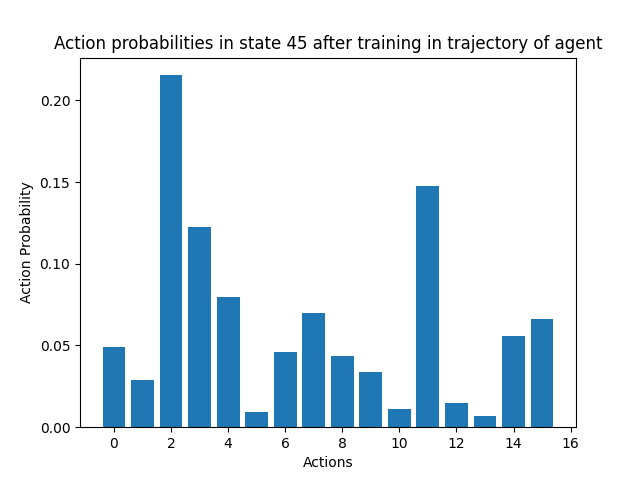 Action probabilities in state 45 after training in trajectory of agent
0.20
0.15
0.10
0.05
0.00
Action Probability
0 2 4 6 8 10 12 14 16
Actions